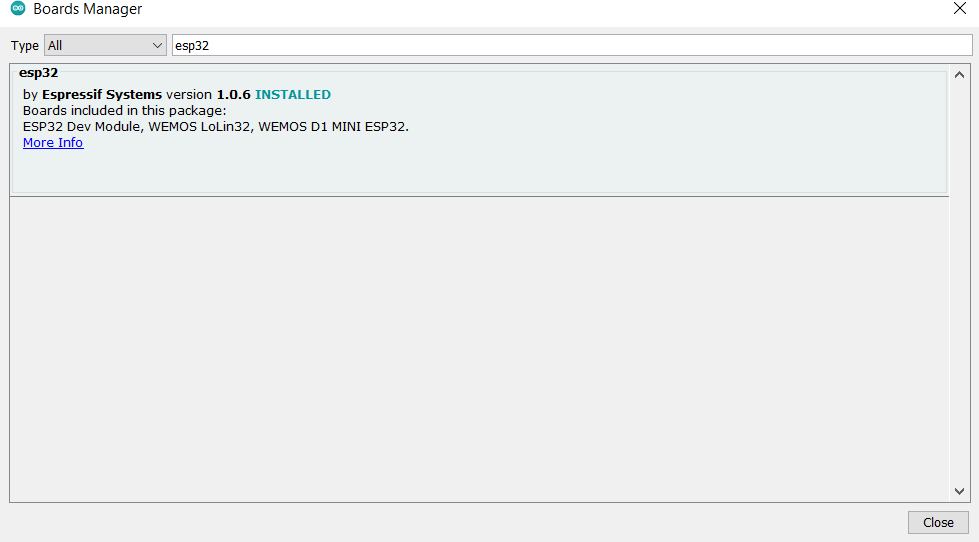 Boards Manager
Type All esp32
esp32
by Espressif Systems version 1.0.6 INSTALLED
Boards included in this package:
ESP32 Dev Module, WEMOS LoLin32, WEMOS D1 MINI ESP32.
More Info
Close